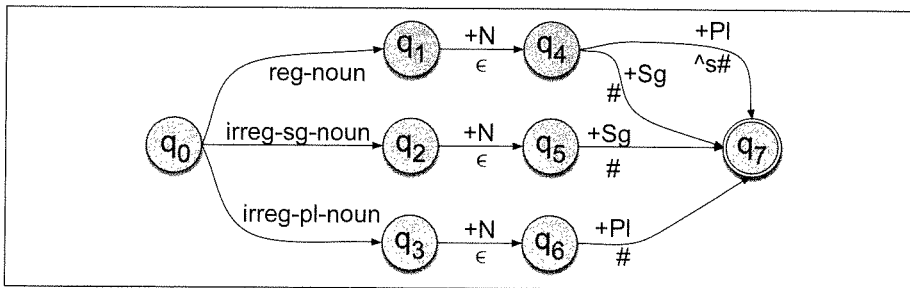 q1 +N q4 +Pl
reg-noun ϵ ^s#
+Sg
#
irreg-sg-noun +N +Sg
q0 q2 ϵ q5 # q7
irreg-pl-noun
q3 +N q6 +Pl
ϵ #